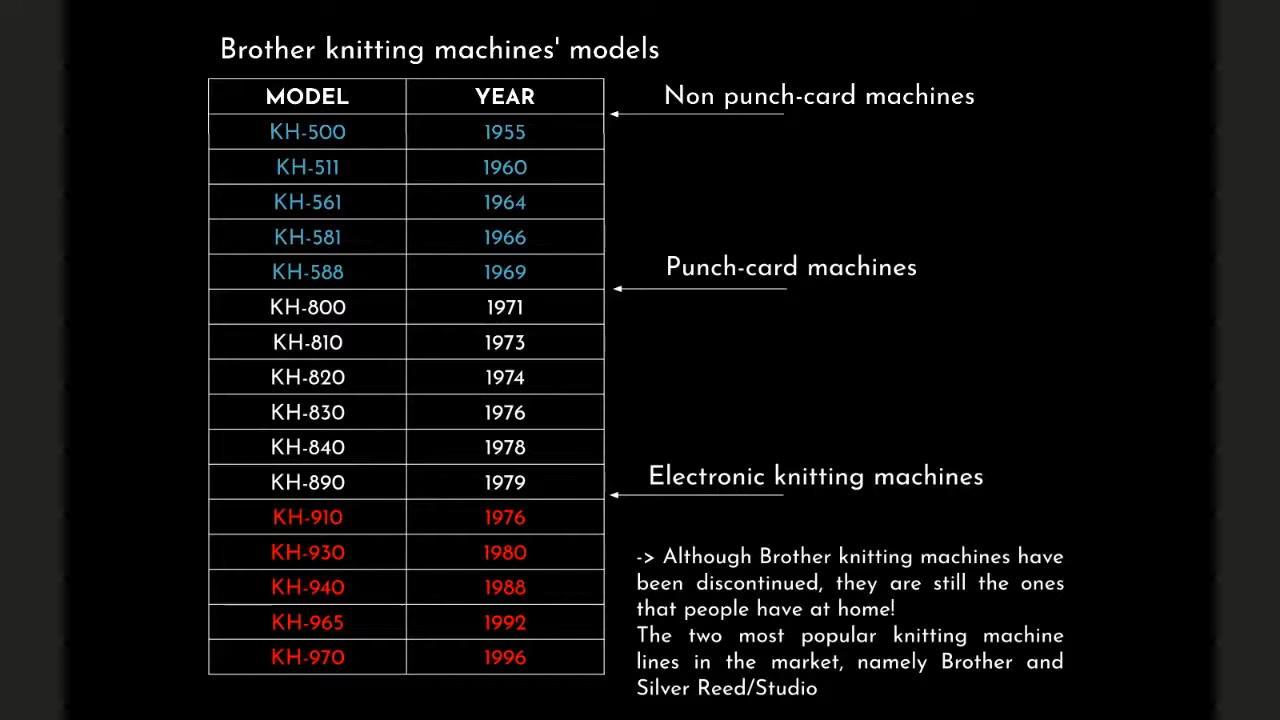 Brother knitting machines' models
MODEL YEAR
Non punch-card machines
KH-500 1955
KH-511 1960
KH-561 1964
KH-581 1966
Punch-card machines
KH-588 1969
KH-800 1971
KH-810 1973
KH-820 1974
KH-830 1976
KH-840 1978
Electronic knitting machines
KH-890 1979
KH-910 1976
KH-930 1980
KH-940 1988
KH-965 1992
KH-970 1996
-> Although Brother knitting machines have
been discontinued, they are still the ones
that people have at home!
The two most popular knitting machine
lines in the market, namely Brother and
Silver Reed/Studio